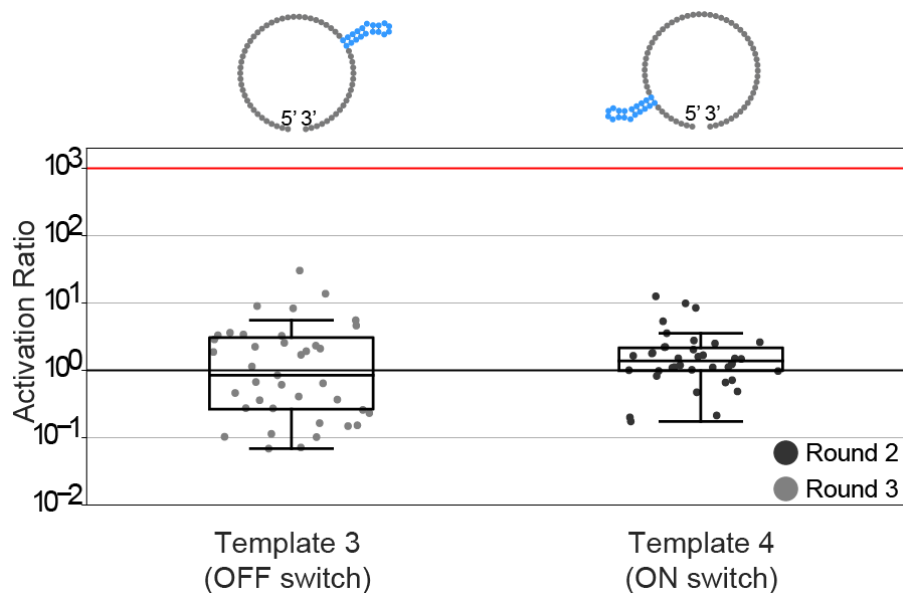 5' 3'
5' 3'
Activation Ratio
10³
10²
10¹
10⁰
10⁻¹
10⁻²
Round 2
Round 3
Template 3
(OFF switch)
Template 4
(ON switch)